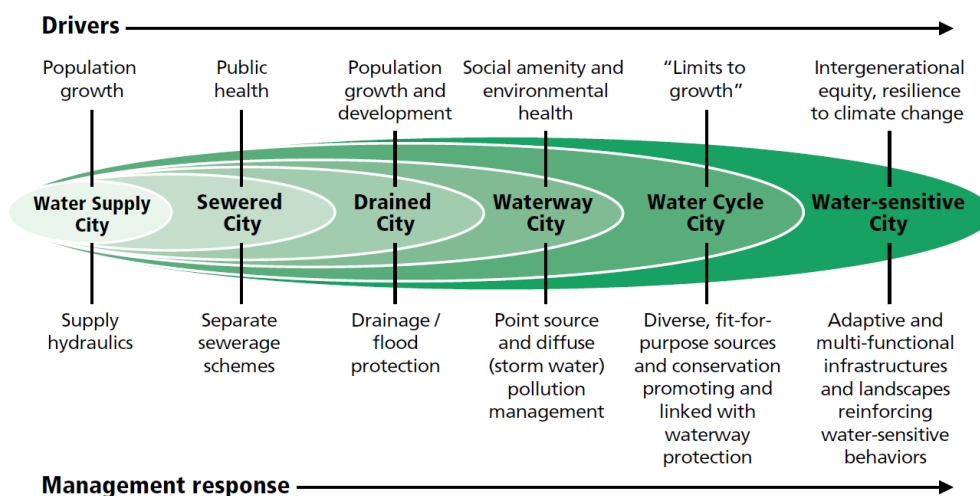 Drivers
Population
growth
Public
health
Population
growth and
development
Social amenity and
environmental
health
“Limits to
growth”
Intergenerational
equity, resilience
to climate change
Water Supply
City
Sewered
City
Drained
City
Waterway
City
Water Cycle
City
Water-sensitive
City
Supply
hydraulics
Separate
sewerage
schemes
Drainage /
flood
protection
Point source
and diffuse
(storm water)
pollution
management
Diverse, fit-for-
purpose sources
and conservation
promoting and
linked with
waterway
protection
Adaptive and
multi-functional
infrastructures
and landscapes
reinforcing
water-sensitive
behaviors
Management response